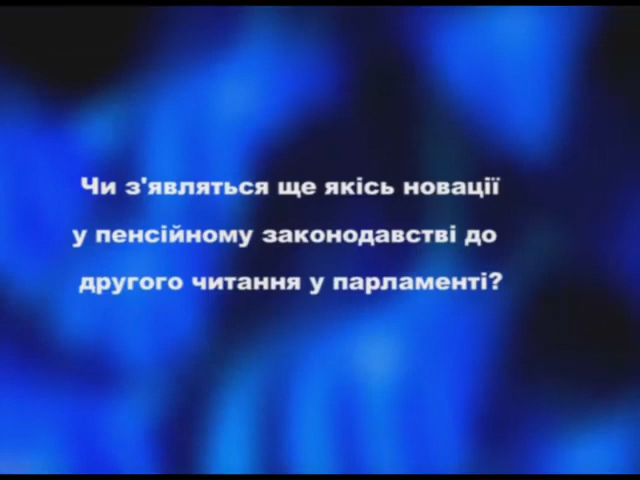 Чи з'являться ще якісь новації
у пенсійному законодавстві до
другого читання у парламенті?